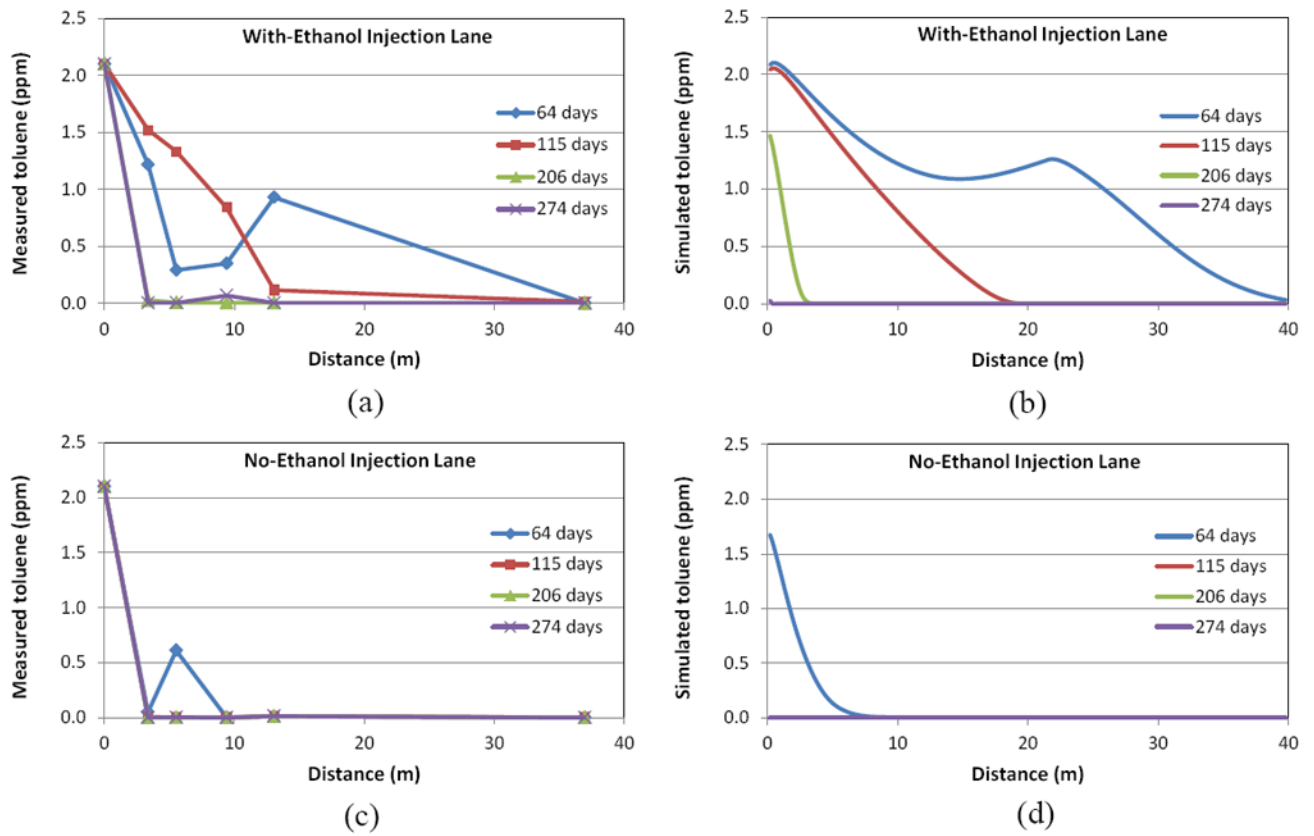 With-Ethanol Injection Lane
Measured toluene (ppm)
2.5
2.0
1.5
1.0
0.5
0.0
64 days
115 days
206 days
274 days
0 10 20 30 40
Distance (m)
(a)
With-Ethanol Injection Lane
Simulated toluene (ppm)
2.5
2.0
1.5
1.0
0.5
0.0
64 days
115 days
206 days
274 days
0 10 20 30 40
Distance (m)
(b)
No-Ethanol Injection Lane
Measured toluene (ppm)
2.5
2.0
1.5
1.0
0.5
0.0
64 days
115 days
206 days
274 days
0 10 20 30 40
Distance (m)
(c)
No-Ethanol Injection Lane
Simulated toluene (ppm)
2.5
2.0
1.5
1.0
0.5
0.0
64 days
115 days
206 days
274 days
0 10 20 30 40
Distance (m)
(d)